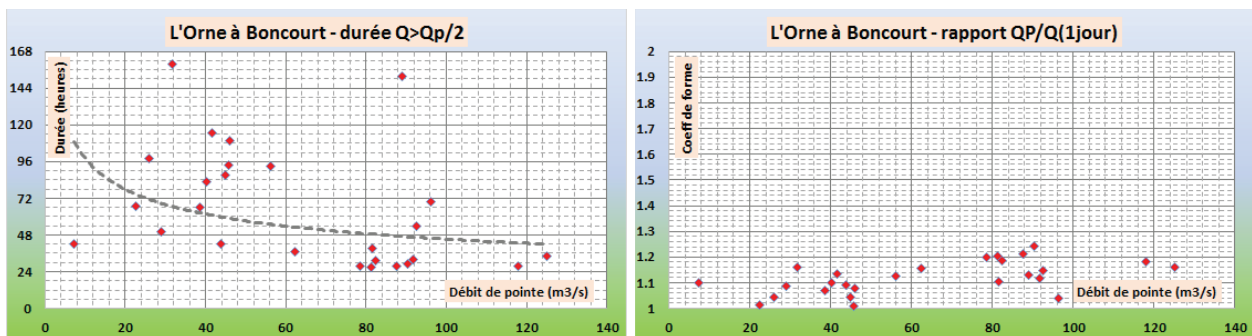 L'Orne à Boncourt - durée Q>Qp/2
168
144
120
96
72
48
24
0
Durée (heures)
Débit de pointe (m3/s)
0 20 40 60 80 100 120 140
L'Orne à Boncourt - rapport QP/Q(1jour)
2
1.9
1.8
1.7
1.6
1.5
1.4
1.3
1.2
1.1
1
Coeff de forme
Débit de pointe (m3/s)
0 20 40 60 80 100 120 140